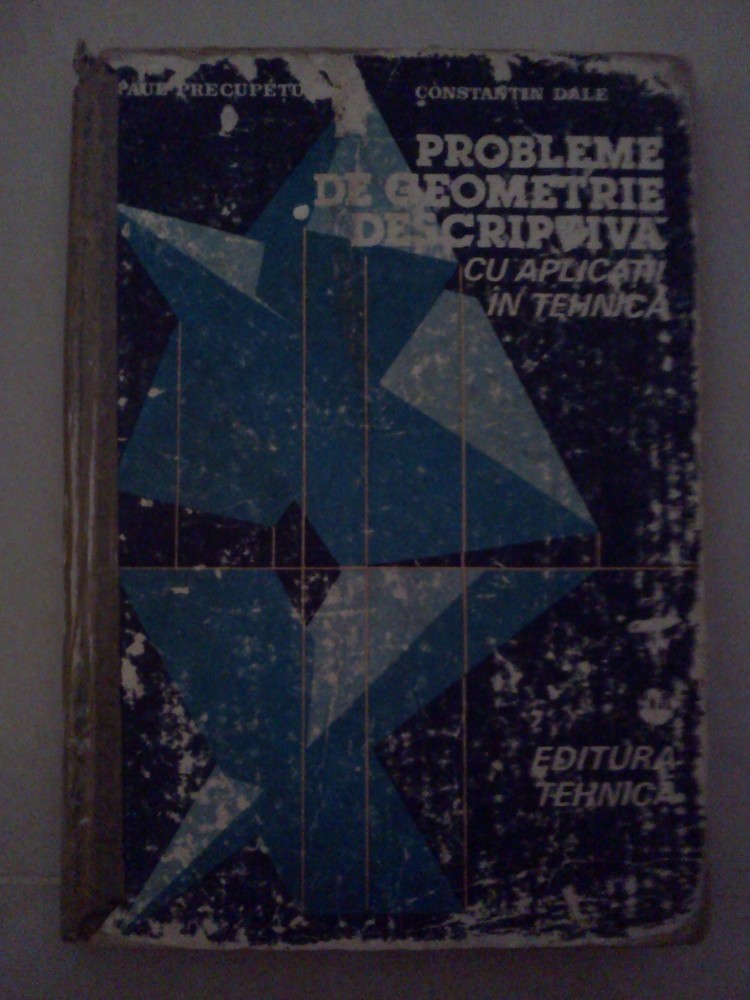 PAUL PRECUPEȚU
CONSTANTIN DALE
PROBLEME
DE GEOMETRIE
DESCRIPTIVĂ
CU APLICAȚII
ÎN TEHNICĂ
EDITURA
TEHNICĂ